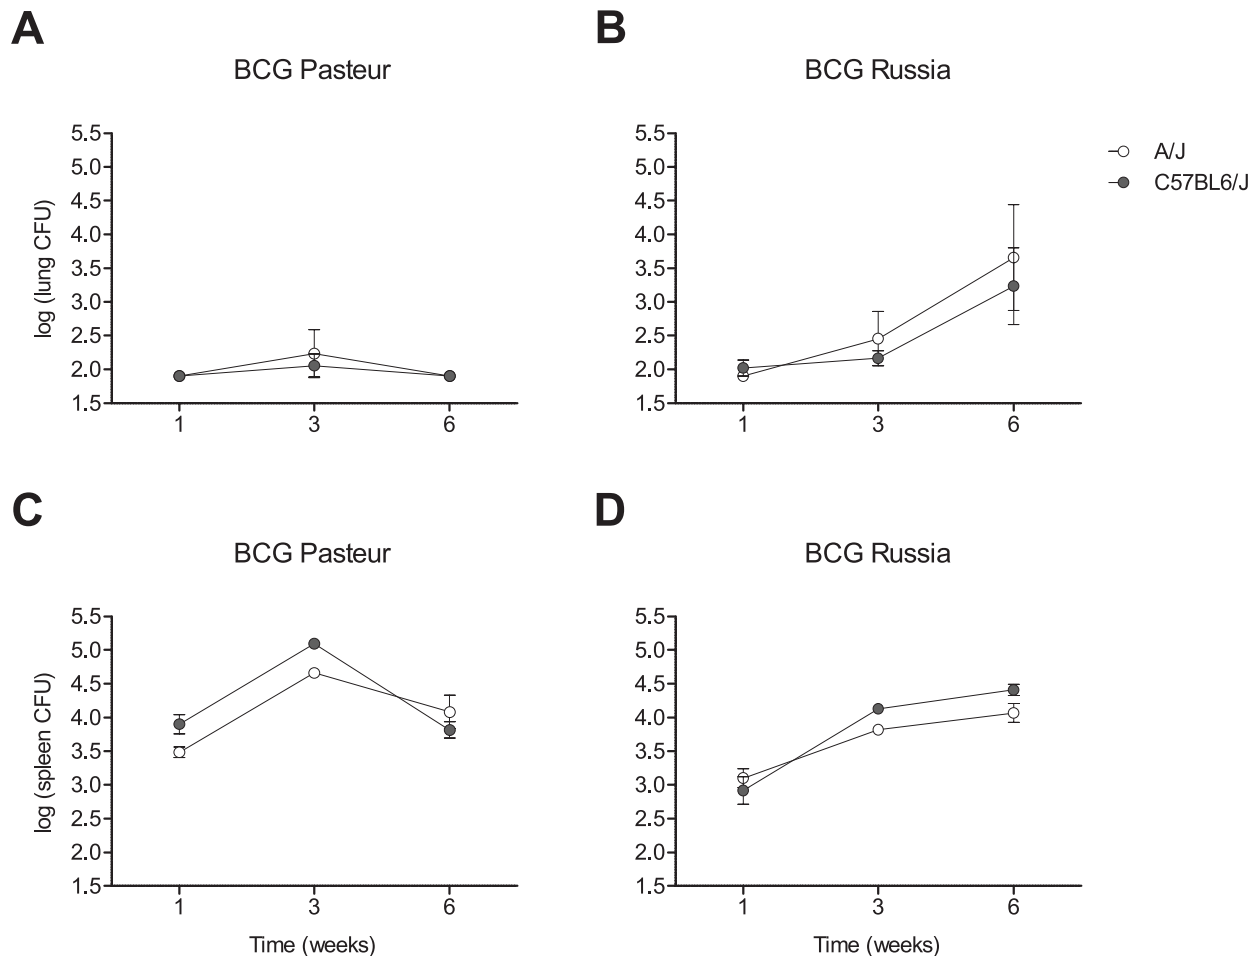 A
BCG Pasteur
5.5
5.0
4.5
4.0
3.5
3.0
2.5
2.0
1.5
log (lung CFU)
1 3 6
B
BCG Russia
5.5
5.0
4.5
4.0
3.5
3.0
2.5
2.0
1.5
1 3 6
A/J
C57BL6/J
C
BCG Pasteur
5.5
5.0
4.5
4.0
3.5
3.0
2.5
2.0
1.5
log (spleen CFU)
1 3 6
Time (weeks)
D
BCG Russia
5.5
5.0
4.5
4.0
3.5
3.0
2.5
2.0
1.5
1 3 6
Time (weeks)